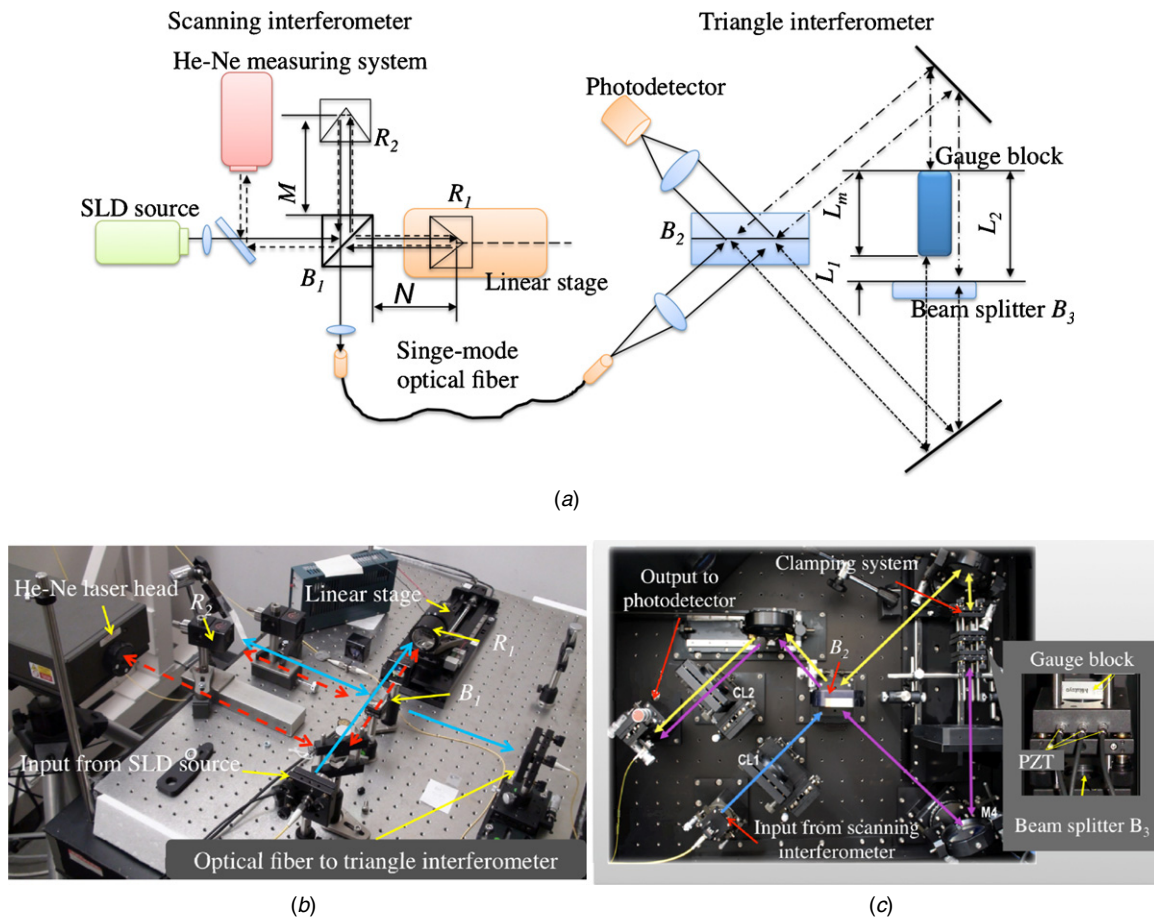 Scanning interferometer
Triangle interferometer
He-Ne measuring system
R2
M
SLD source
R1
B1
N
Linear stage
Singe-mode
optical fiber
Photodetector
B2
Gauge block
Lm
L2
L1
Beam splitter B3
(a)
He-Ne laser head
R2
Linear stage
R1
B1
Input from SLD source
Optical fiber to triangle interferometer
(b)
Output to
photodetector
Clamping system
B2
CL2
CL1
Input from scanning
interferometer
M4
Gauge block
PZT
Beam splitter B3
(c)